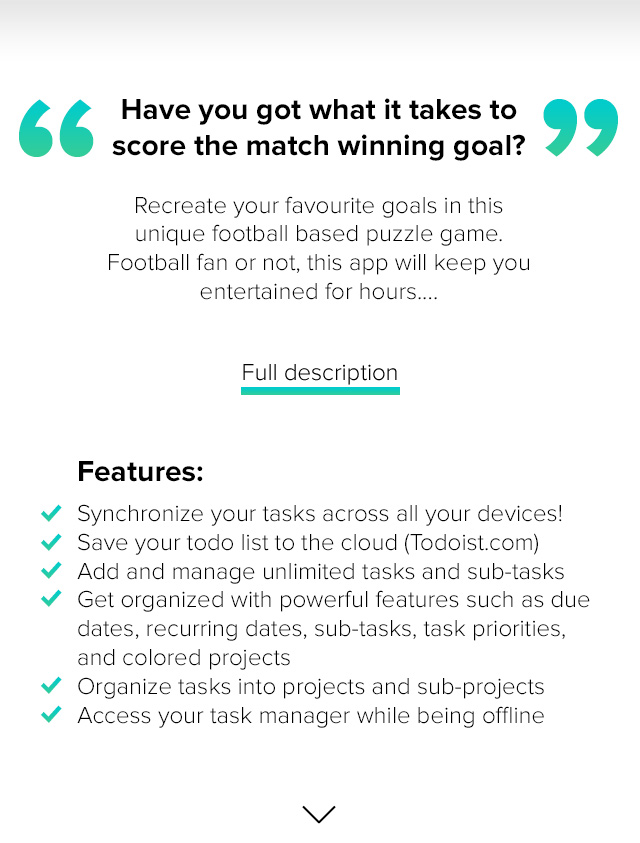 “ Have you got what it takes to ”
score the match winning goal?
Recreate your favourite goals in this
unique football based puzzle game.
Football fan or not, this app will keep you
entertained for hours....
Full description
Features:
Synchronize your tasks across all your devices!
Save your todo list to the cloud (Todoist.com)
Add and manage unlimited tasks and sub-tasks
Get organized with powerful features such as due
dates, recurring dates, sub-tasks, task priorities,
and colored projects
Organize tasks into projects and sub-projects
Access your task manager while being offline